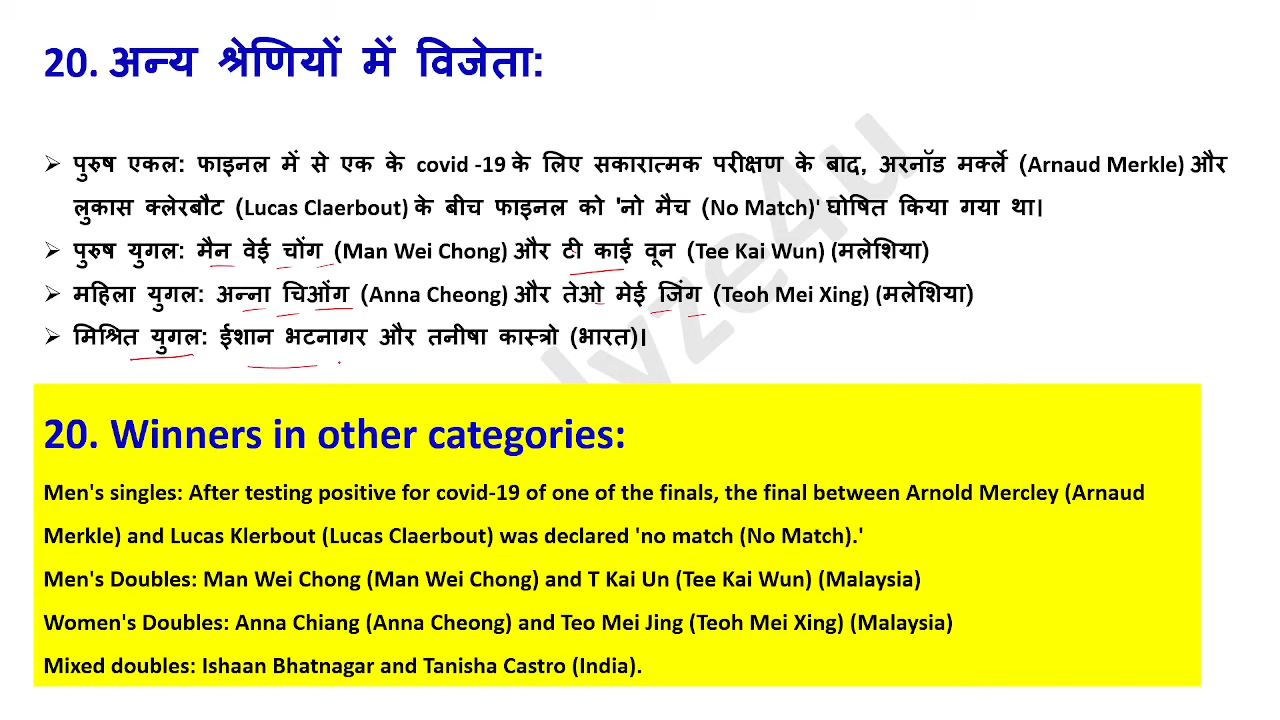 20. अन्य श्रेणियों में विजेता:
➢ पुरुष एकल: फाइनल में से एक के covid -19 के लिए सकारात्मक परीक्षण के बाद, अरनॉड मर्क्ले (Arnaud Merkle) और
लुकास क्लेरबौट (Lucas Claerbout) के बीच फाइनल को 'नो मैच (No Match)' घोषित किया गया था।
➢ पुरुष युगल: मैन वेई चोंग (Man Wei Chong) और टी काई वून (Tee Kai Wun) (मलेशिया)
➢ महिला युगल: अन्ना चिओंग (Anna Cheong) और तेओ मेई जिंग (Teoh Mei Xing) (मलेशिया)
➢ मिश्रित युगल: ईशान भटनागर और तनीषा कास्त्रो (भारत)।
lyze4u
20. Winners in other categories:
Men's singles: After testing positive for covid-19 of one of the finals, the final between Arnold Mercley (Arnaud
Merkle) and Lucas Klerbout (Lucas Claerbout) was declared 'no match (No Match).'
Men's Doubles: Man Wei Chong (Man Wei Chong) and T Kai Un (Tee Kai Wun) (Malaysia)
Women's Doubles: Anna Chiang (Anna Cheong) and Teo Mei Jing (Teoh Mei Xing) (Malaysia)
Mixed doubles: Ishaan Bhatnagar and Tanisha Castro (India).